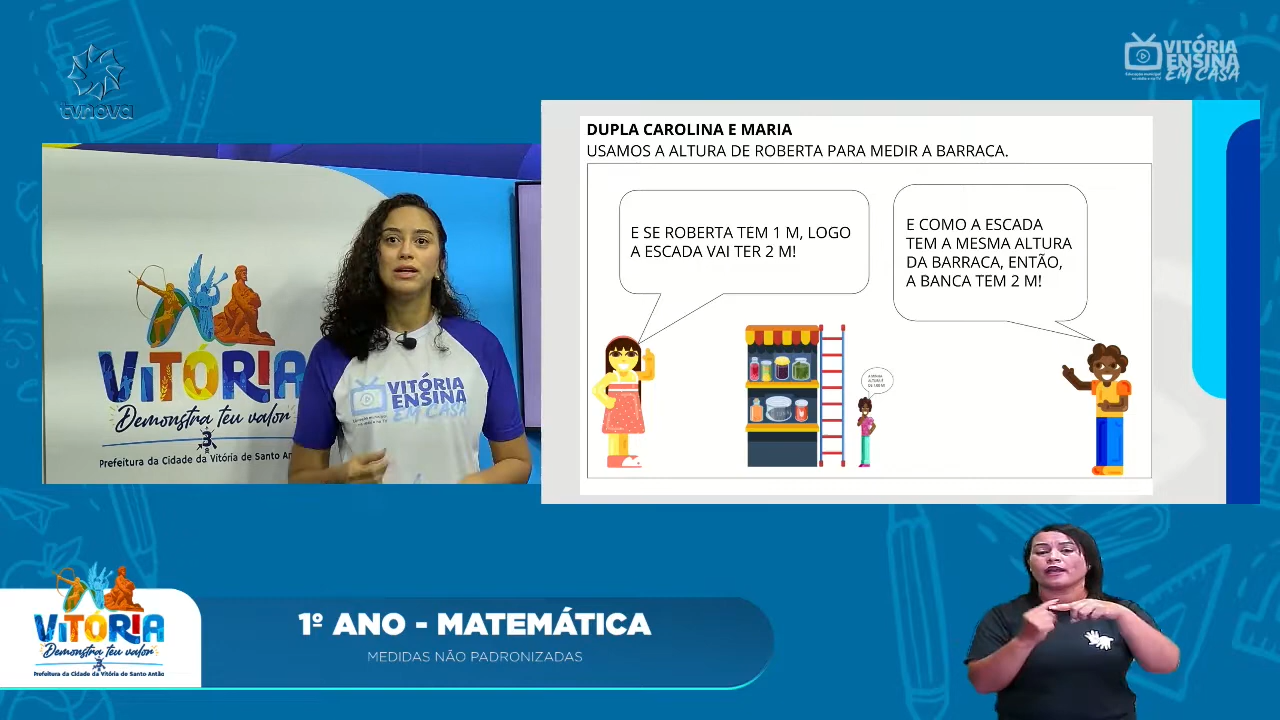 tvnova
VITÓRIA
ENSINA
EM CASA
DUPLA CAROLINA E MARIA
USAMOS A ALTURA DE ROBERTA PARA MEDIR A BARRACA.
E SE ROBERTA TEM 1 M, LOGO
A ESCADA VAI TER 2 M!
E COMO A ESCADA
TEM A MESMA ALTURA
DA BARRACA, ENTÃO,
A BANCA TEM 2 M!
VITÓRIA
Demonstra teu valor
Prefeitura da Cidade da Vitória de Santo An
VITÓRIA
ENSINA
EM CASA
VITÓRIA
Demonstra teu valor
Prefeitura da Cidade da Vitória de Santo Antão
1º ANO - MATEMÁTICA
MEDIDAS NÃO PADRONIZADAS